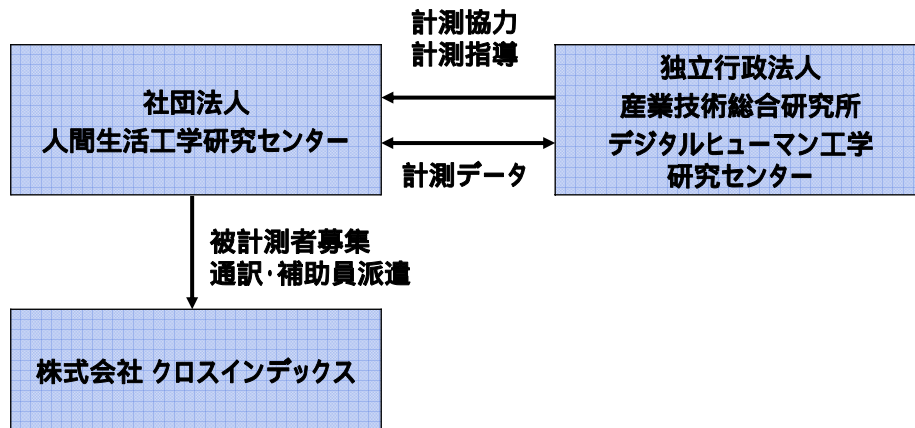 計測協力
計測指導
社団法人
人間生活工学研究センター
独立行政法人
産業技術総合研究所
デジタルヒューマン工学
研究センター
計測データ
被計測者募集
通訳・補助員派遣
株式会社 クロスインデックス